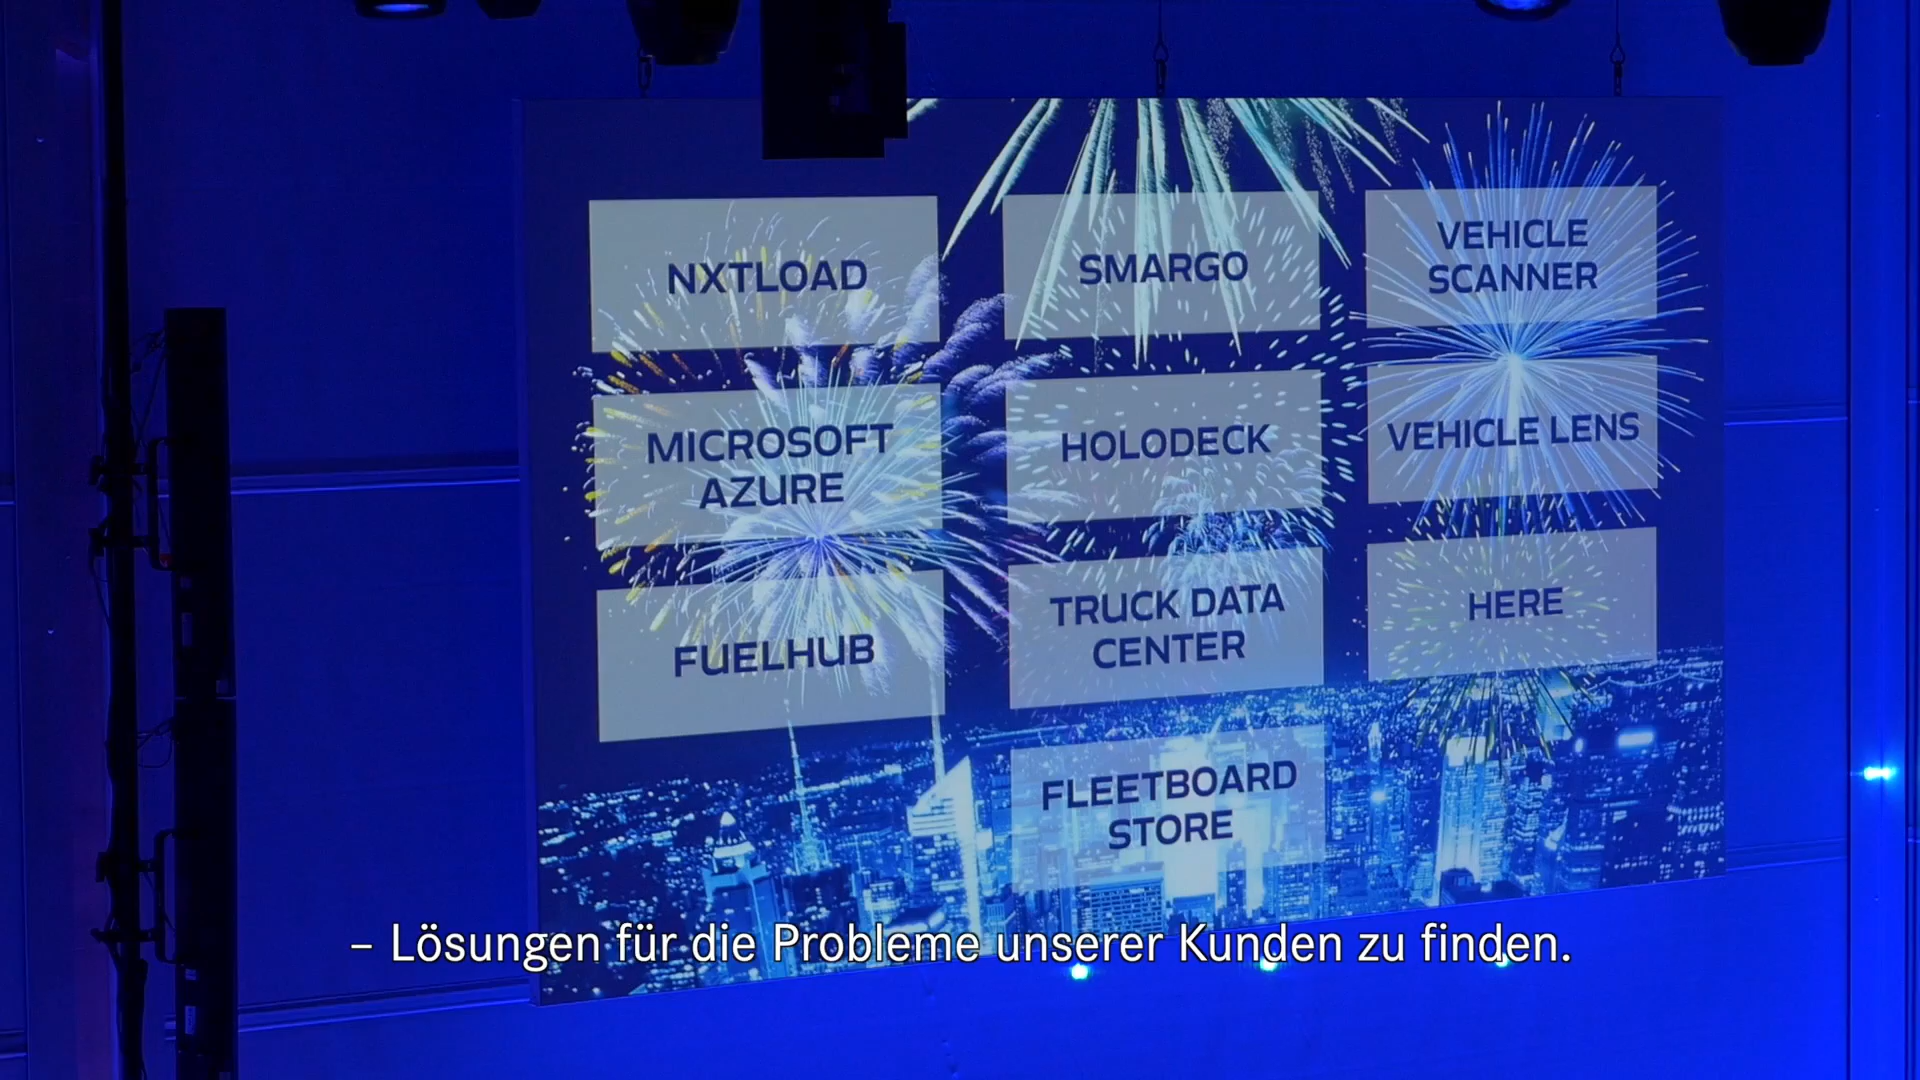 NXTLOAD
SMARGO
VEHICLE
SCANNER
MICROSOFT
AZURE
HOLODECK
VEHICLE LENS
FUELHUB
TRUCK DATA
CENTER
HERE
FLEETBOARD
STORE
– Lösungen für die Probleme unserer Kunden zu finden.